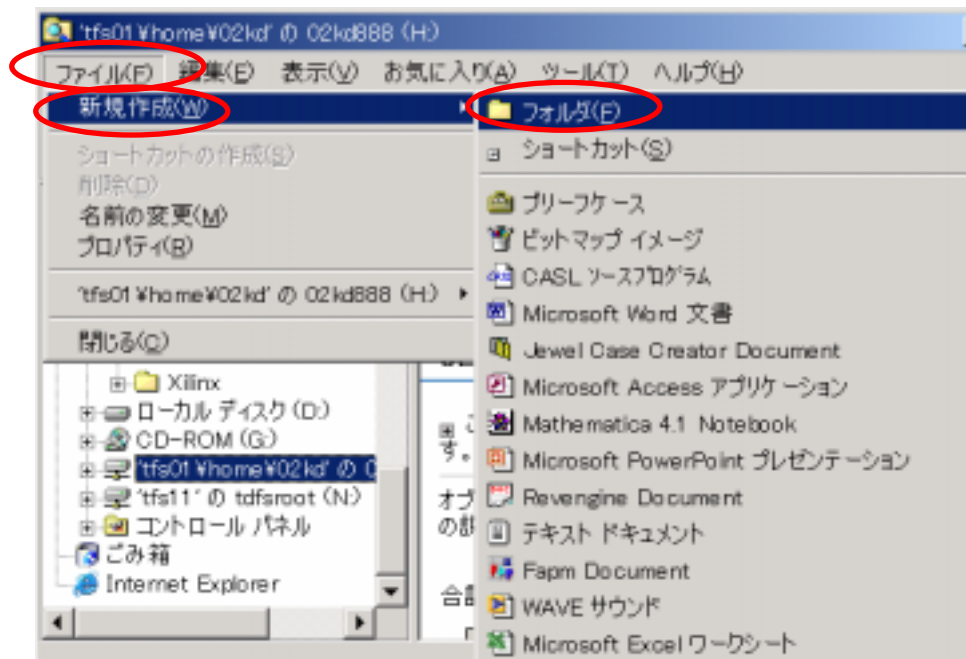 'tfs01¥home¥02kd' の 02kd888 (H:)
ファイル(F) 編集(E) 表示(V) お気に入り(A) ツール(T) ヘルプ(H)
新規作成(W)
ショートカットの作成(S)
削除(D)
名前の変更(M)
プロパティ(R)
'tfs01¥home¥02kd' の 02kd888 (H:)
閉じる(C)
フォルダ(F)
ショートカット(S)
ブリーフケース
ビットマップ イメージ
CASL ソースプログラム
Microsoft Word 文書
Jewel Case Creator Document
Microsoft Access アプリケーション
Mathematica 4.1 Notebook
Microsoft PowerPoint プレゼンテーション
Revengine Document
テキスト ドキュメント
Fapm Document
WAVE サウンド
Microsoft Excel ワークシート
Xilinx
ローカル ディスク (D:)
CD-ROM (G:)
'tfs01¥home¥02kd' の 0
'tfs11' の tdfsroot (N:)
コントロール パネル
ごみ箱
Internet Explorer
す。
オブ